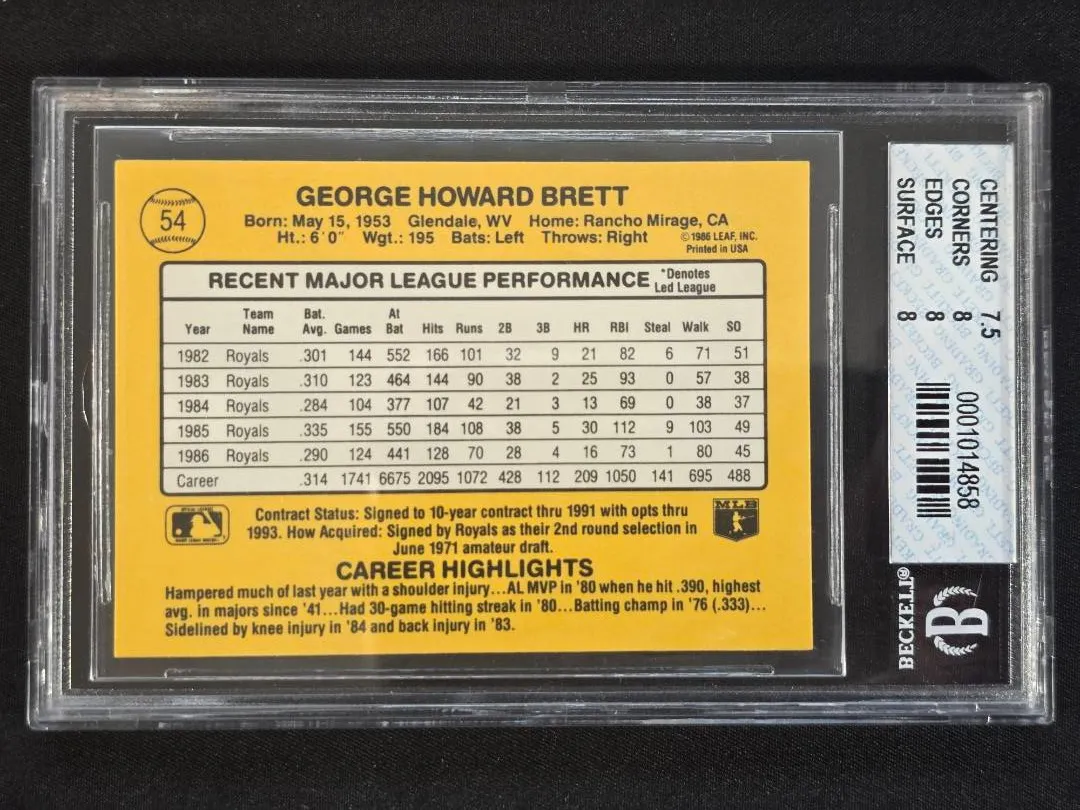 54
GEORGE HOWARD BRETT
Born: May 15, 1953 Glendale, WV Home: Rancho Mirage, CA
Ht.: 6'0" Wgt.: 195 Bats: Left Throws: Right
©1986 LEAF, INC.
Printed in USA
RECENT MAJOR LEAGUE PERFORMANCE
*Denotes
Led League
Year Team Name Bat. Avg. Games At Bat Hits Runs 2B 3B HR RBI Steal Walk SO
1982 Royals .301 144 552 166 101 32 9 21 82 6 71 51
1983 Royals .310 123 464 144 90 38 2 25 93 0 57 38
1984 Royals .284 104 377 107 42 21 3 13 69 0 38 37
1985 Royals .335 155 550 184 108 38 5 30 112 9 103 49
1986 Royals .290 124 441 128 70 28 4 16 73 1 80 45
Career .314 1741 6675 2095 1072 428 112 209 1050 141 695 488
Contract Status: Signed to 10-year contract thru 1991 with opts thru
1993. How Acquired: Signed by Royals as their 2nd round selection in
June 1971 amateur draft.
MLB
CAREER HIGHLIGHTS
Hampered much of last year with a shoulder injury...AL MVP in '80 when he hit .390, highest
avg. in majors since '41...Had 30-game hitting streak in '80...Batting champ in '76 (.333)...
Sidelined by knee injury in '84 and back injury in '83.
CENTERING 7.5
CORNERS 8
EDGES 8
SURFACE 8
0001014858
BECKETT®
B